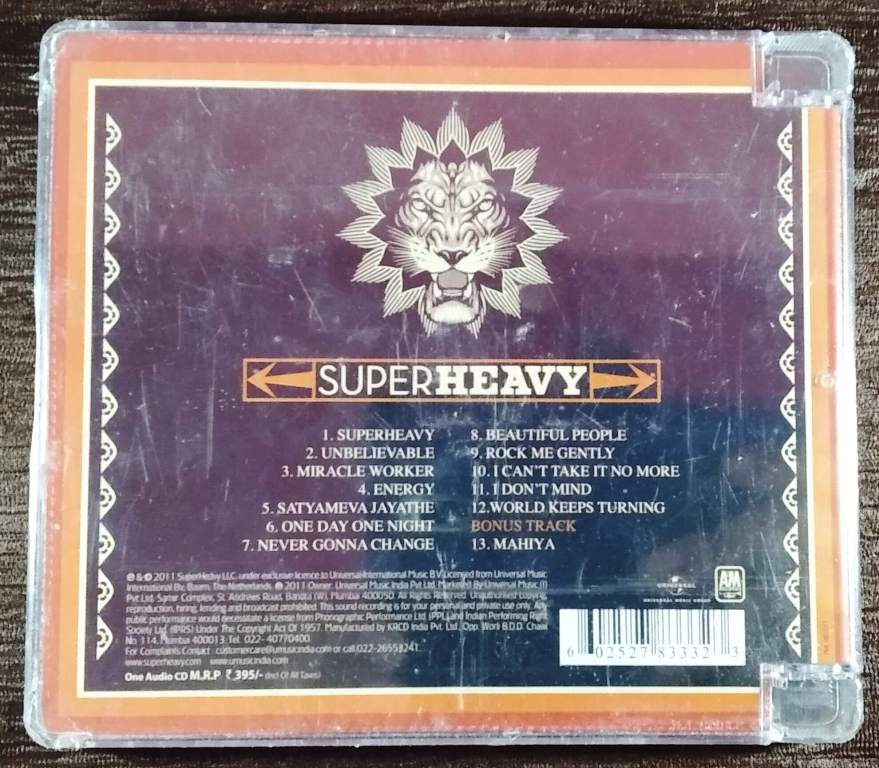 SUPERHEAVY
1. SUPERHEAVY
2. UNBELIEVABLE
3. MIRACLE WORKER
4. ENERGY
5. SATYAMEVA JAYATHE
6. ONE DAY ONE NIGHT
7. NEVER GONNA CHANGE
8. BEAUTIFUL PEOPLE
9. ROCK ME GENTLY
10. I CAN'T TAKE IT NO MORE
11. I DON'T MIND
12.WORLD KEEPS TURNING
BONUS TRACK
13. MAHIYA
℗ & © 2011 SuperHeavy LLC. under exclusive licence to Universal International Music B.V. Licensed from Universal Music
International Bv. Baarn, The Netherlands. ℗ 2011 Owner. Universal Music India Pvt Ltd. Marketed By Universal Music (I)
Pvt Ltd. Samir Complex, St. Andrews Road, Bandra (W), Mumbai 400050. All Rights Reserved. Unauthorised copying,
reproduction, hiring, lending and broadcast prohibited. This sound recording is for your personal and private use only. Any
public performance would necessitate a license from Phonographic Performance Ltd. (PPL) and Indian Performing Right
Society Ltd. (IPRS) Under The Copyright Act Of 1957. Manufactured by KRCD India Pvt. Ltd., Opp. Worli B.D.D. Chawl
No. 114, Mumbai 400013 Tel. 022- 40770400
For Complaints Contact customercare@umusicindia.com or call 022-26553241.
www.superheavy.com www.umusicindia.com
One Audio CD M.R.P ₹ 395/- (Incl Of All Taxes)
UNIVERSAL
UNIVERSAL MUSIC GROUP
A&M
6 02527 83332 3